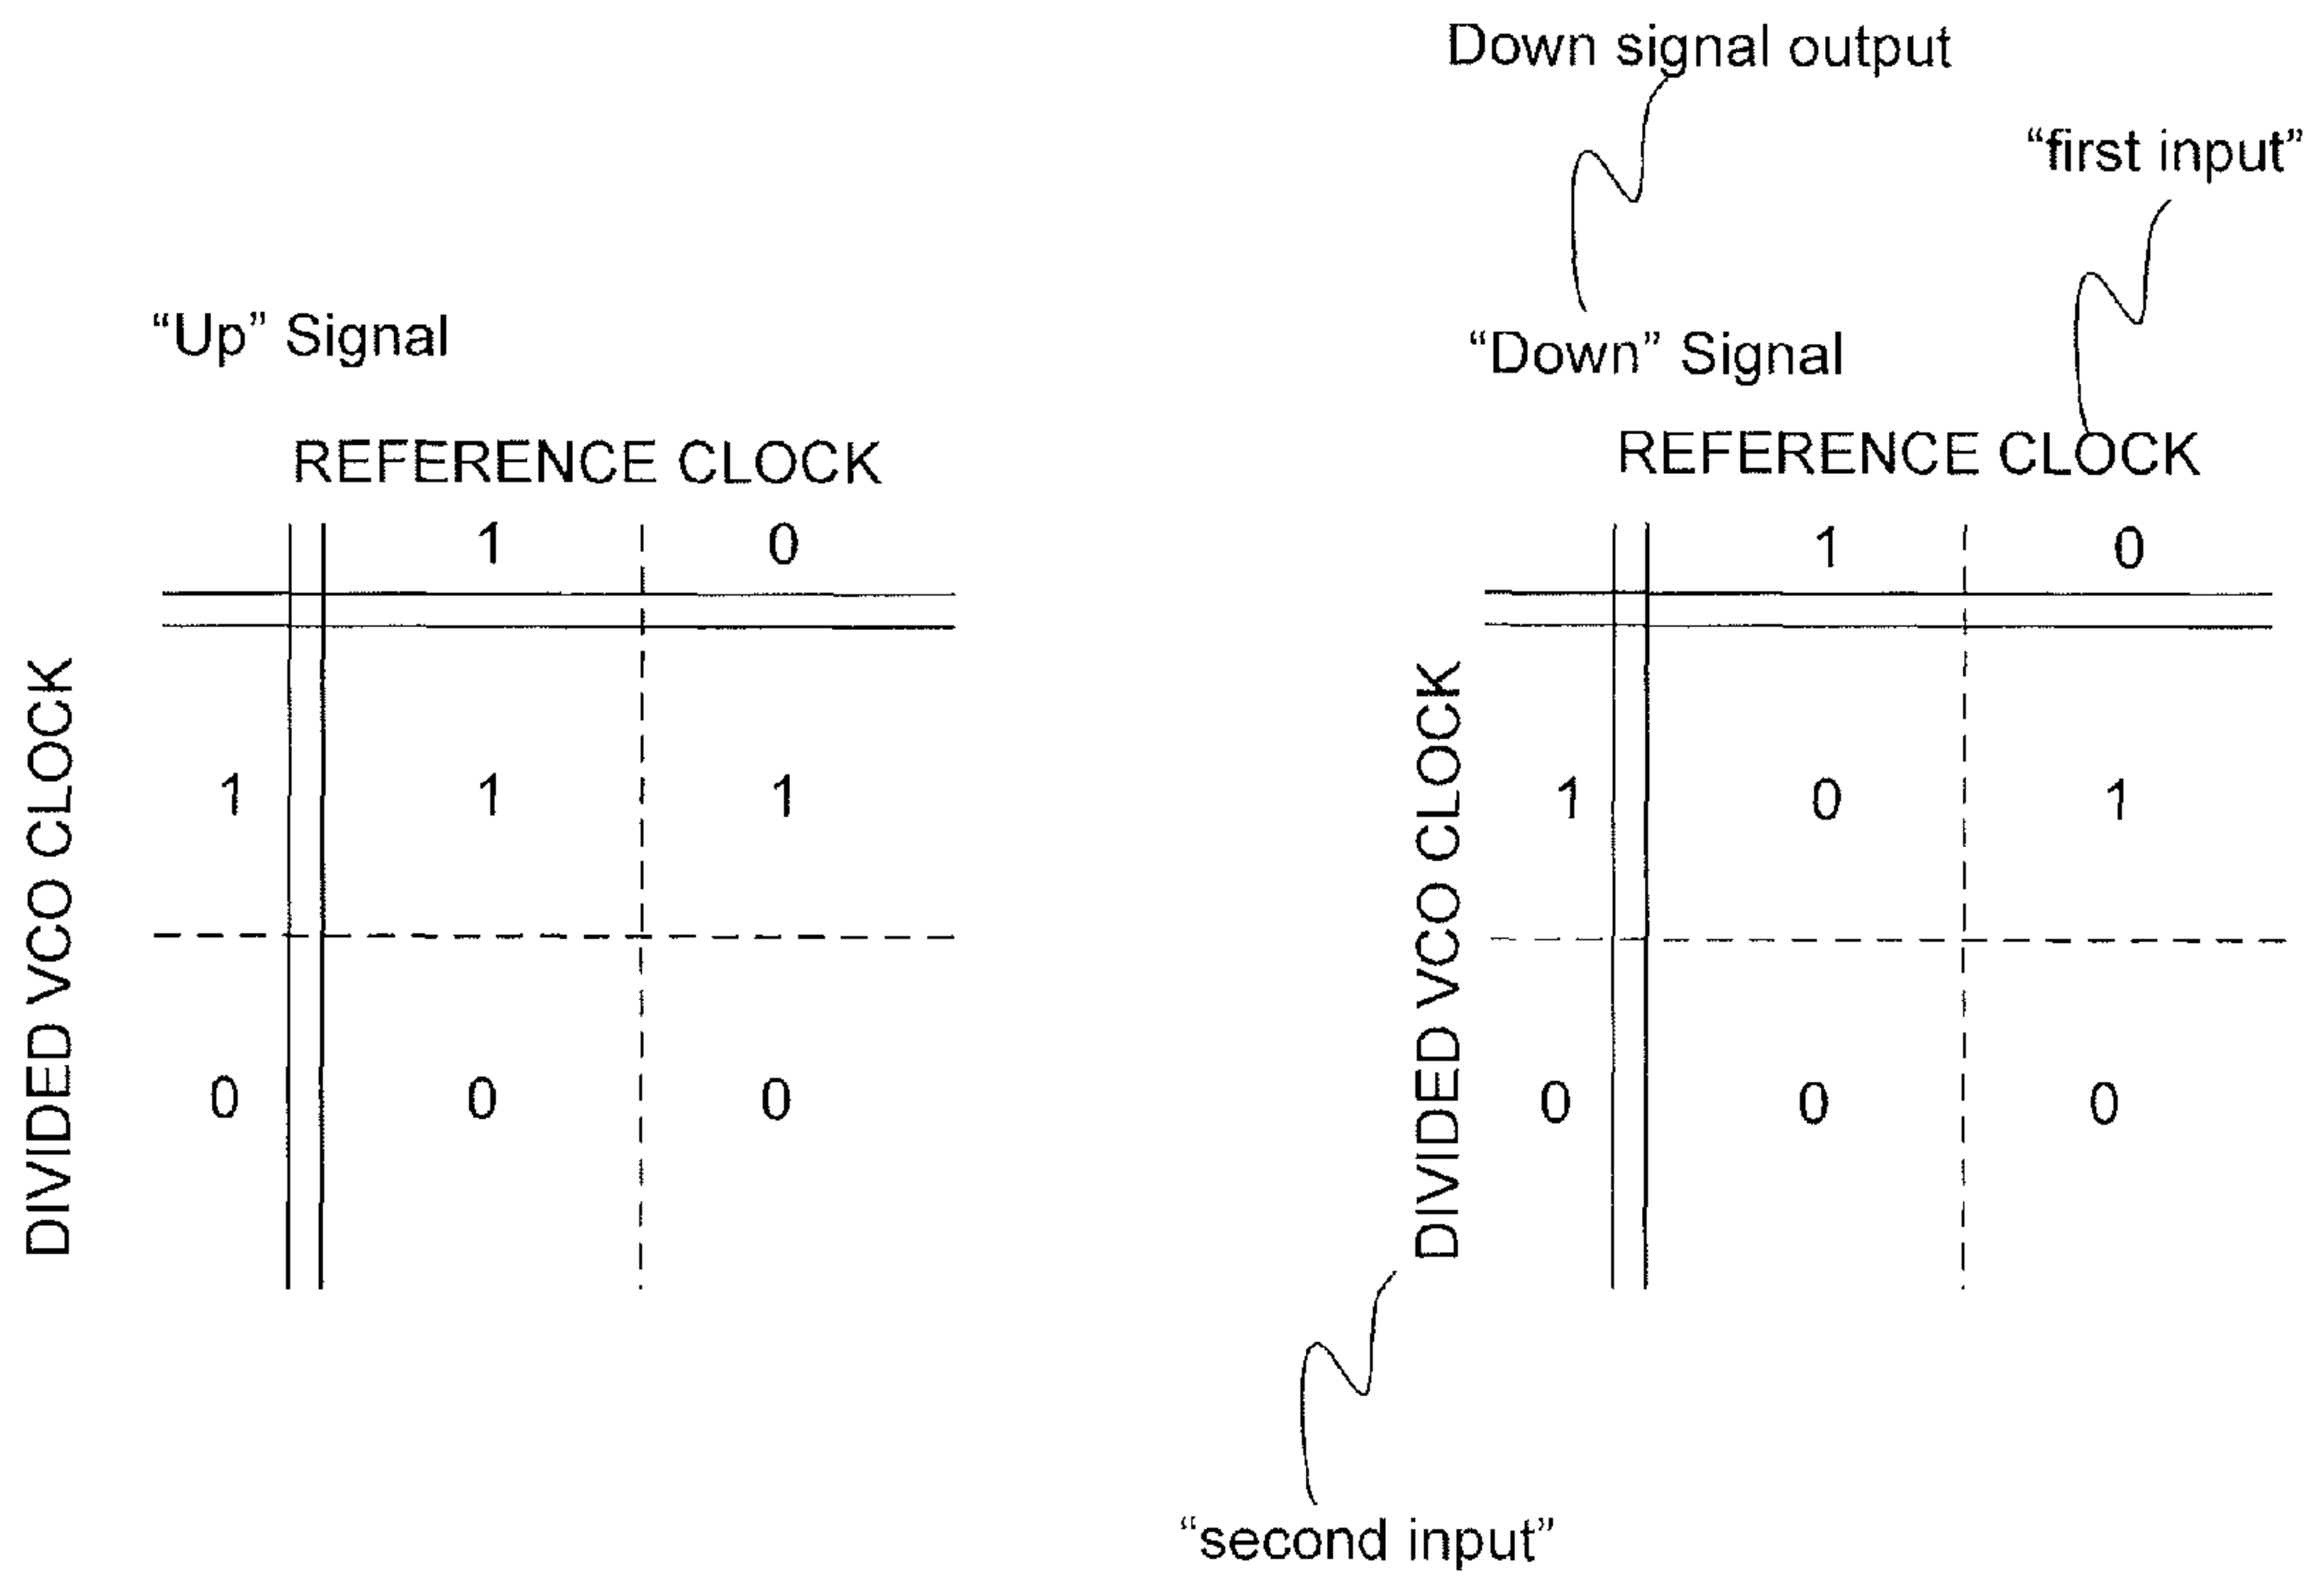 Down signal output
“first input”
“Up” Signal
“Down” Signal
REFERENCE CLOCK
REFERENCE CLOCK
1 0
1 0
DIVIDED VCO CLOCK
1 1 1
0 0 0
DIVIDED VCO CLOCK
1 0 1
0 0 0
“second input”